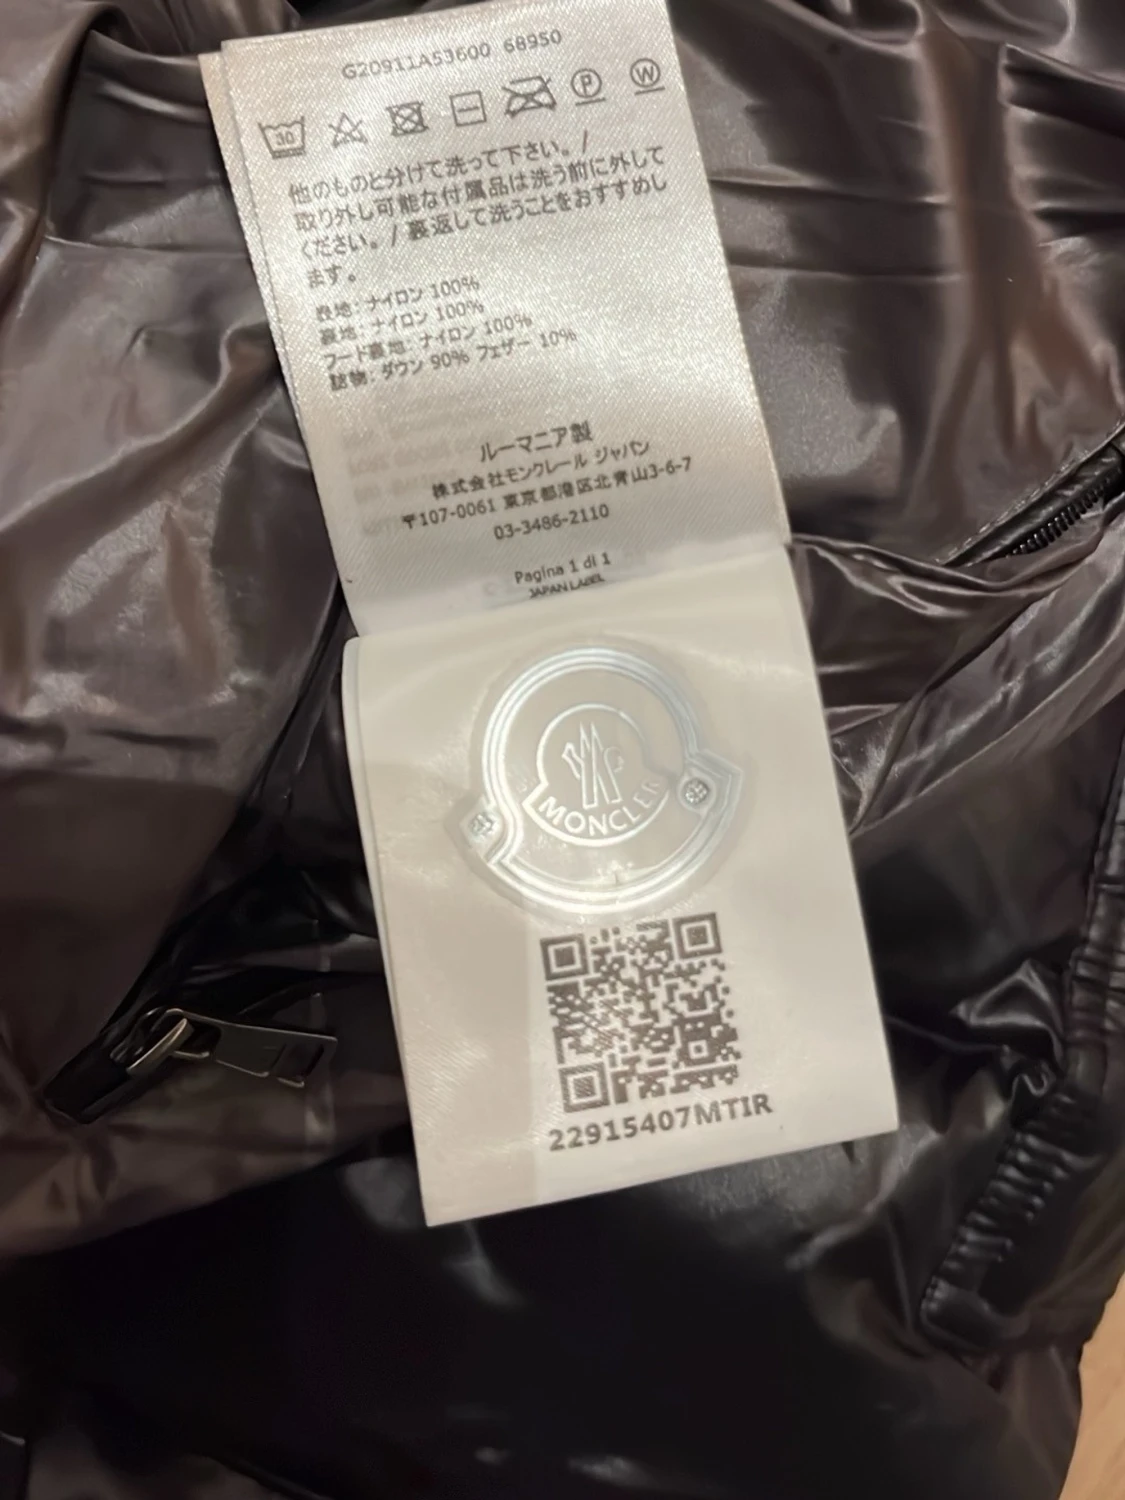 G20911A53600 68950
30
P
W
他のものと分けて洗って下さい。/
取り外し可能な付属品は洗う前に外して
ください。/ 裏返して洗うことをおすすめし
ます。
表地: ナイロン 100%
裏地: ナイロン 100%
フード裏地: ナイロン 100%
詰物: ダウン 90% フェザー 10%
ルーマニア製
株式会社モンクレール ジャパン
〒107-0061 東京都港区北青山3-6-7
03-3486-2110
Pagina 1 di 1
JAPAN LABEL
MONCLER
22915407MTIR